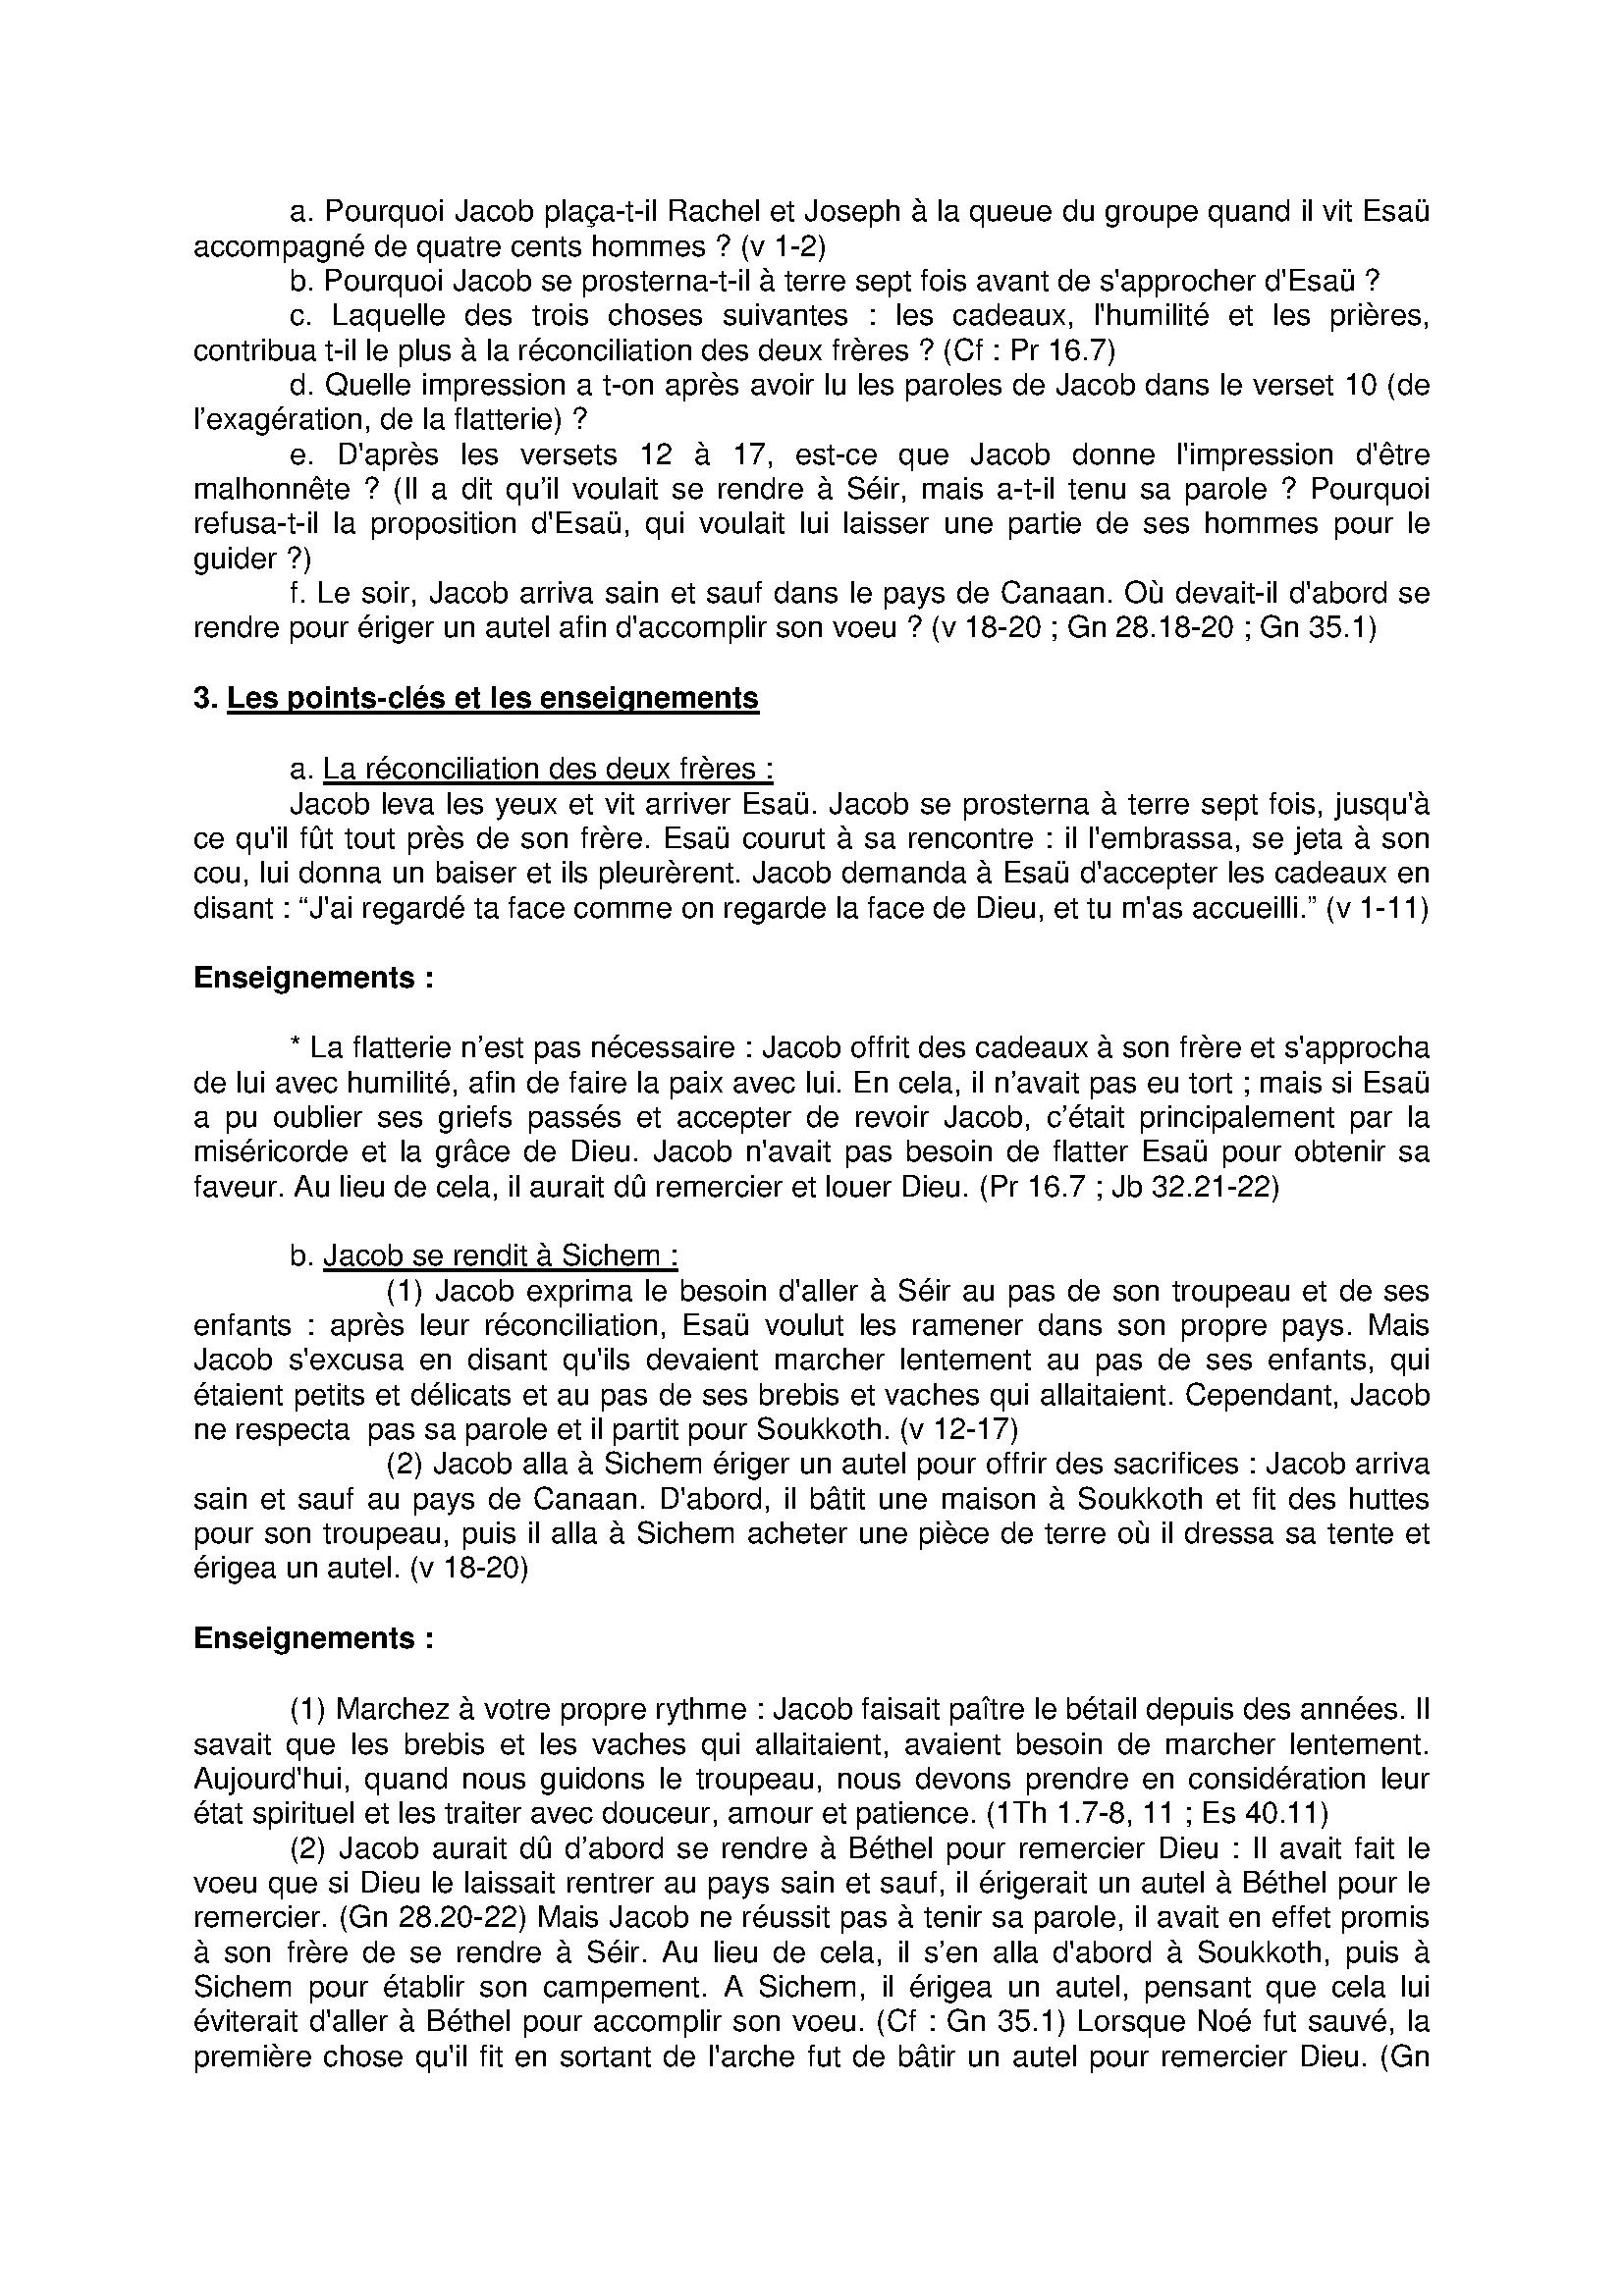 a. Pourquoi Jacob plaça-t-il Rachel et Joseph à la queue du groupe quand il vit Esaü
accompagné de quatre cents hommes ? (v 1-2)
b. Pourquoi Jacob se prosterna-t-il à terre sept fois avant de s'approcher d'Esaü ?
c. Laquelle des trois choses suivantes : les cadeaux, l'humilité et les prières,
contribua t-il le plus à la réconciliation des deux frères ? (Cf : Pr 16.7)
d. Quelle impression a t-on après avoir lu les paroles de Jacob dans le verset 10 (de
l’exagération, de la flatterie) ?
e. D'après les versets 12 à 17, est-ce que Jacob donne l'impression d'être
malhonnête ? (Il a dit qu’il voulait se rendre à Séir, mais a-t-il tenu sa parole ? Pourquoi
refusa-t-il la proposition d'Esaü, qui voulait lui laisser une partie de ses hommes pour le
guider ?)
f. Le soir, Jacob arriva sain et sauf dans le pays de Canaan. Où devait-il d'abord se
rendre pour ériger un autel afin d'accomplir son voeu ? (v 18-20 ; Gn 28.18-20 ; Gn 35.1)
3. Les points-clés et les enseignements
a. La réconciliation des deux frères :
Jacob leva les yeux et vit arriver Esaü. Jacob se prosterna à terre sept fois, jusqu'à
ce qu'il fût tout près de son frère. Esaü courut à sa rencontre : il l'embrassa, se jeta à son
cou, lui donna un baiser et ils pleurèrent. Jacob demanda à Esaü d'accepter les cadeaux en
disant : “J'ai regardé ta face comme on regarde la face de Dieu, et tu m'as accueilli.” (v 1-11)
Enseignements :
* La flatterie n’est pas nécessaire : Jacob offrit des cadeaux à son frère et s'approcha
de lui avec humilité, afin de faire la paix avec lui. En cela, il n’avait pas eu tort ; mais si Esaü
a pu oublier ses griefs passés et accepter de revoir Jacob, c’était principalement par la
miséricorde et la grâce de Dieu. Jacob n'avait pas besoin de flatter Esaü pour obtenir sa
faveur. Au lieu de cela, il aurait dû remercier et louer Dieu. (Pr 16.7 ; Jb 32.21-22)
b. Jacob se rendit à Sichem :
(1) Jacob exprima le besoin d'aller à Séir au pas de son troupeau et de ses
enfants : après leur réconciliation, Esaü voulut les ramener dans son propre pays. Mais
Jacob s'excusa en disant qu'ils devaient marcher lentement au pas de ses enfants, qui
étaient petits et délicats et au pas de ses brebis et vaches qui allaitaient. Cependant, Jacob
ne respecta  pas sa parole et il partit pour Soukkoth. (v 12-17)
(2) Jacob alla à Sichem ériger un autel pour offrir des sacrifices : Jacob arriva
sain et sauf au pays de Canaan. D'abord, il bâtit une maison à Soukkoth et fit des huttes
pour son troupeau, puis il alla à Sichem acheter une pièce de terre où il dressa sa tente et
érigea un autel. (v 18-20)
Enseignements :
(1) Marchez à votre propre rythme : Jacob faisait paître le bétail depuis des années. Il
savait que les brebis et les vaches qui allaitaient, avaient besoin de marcher lentement.
Aujourd'hui, quand nous guidons le troupeau, nous devons prendre en considération leur
état spirituel et les traiter avec douceur, amour et patience. (1Th 1.7-8, 11 ; Es 40.11)
(2) Jacob aurait dû d’abord se rendre à Béthel pour remercier Dieu : Il avait fait le
voeu que si Dieu le laissait rentrer au pays sain et sauf, il érigerait un autel à Béthel pour le
remercier. (Gn 28.20-22) Mais Jacob ne réussit pas à tenir sa parole, il avait en effet promis
à son frère de se rendre à Séir. Au lieu de cela, il s’en alla d'abord à Soukkoth, puis à
Sichem pour établir son campement. A Sichem, il érigea un autel, pensant que cela lui
éviterait d'aller à Béthel pour accomplir son voeu. (Cf : Gn 35.1) Lorsque Noé fut sauvé, la
première chose qu'il fit en sortant de l'arche fut de bâtir un autel pour remercier Dieu. (Gn